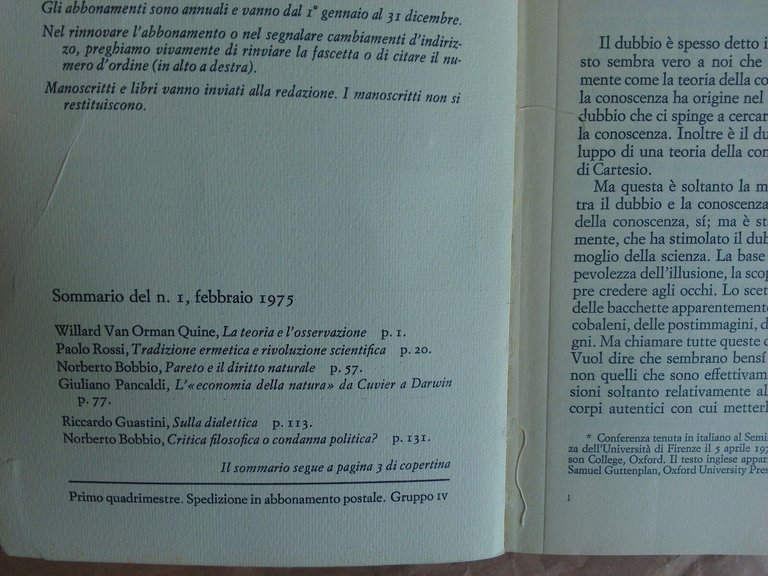 Gli abbonamenti sono annuali e vanno dal 1° gennaio al 31 dicembre.
Nel rinnovare l'abbonamento o nel segnalare cambiamenti d'indiriz-
zo, preghiamo vivamente di rinviare la fascetta o di citare il nu-
mero d'ordine (in alto a destra).
Manoscritti e libri vanno inviati alla redazione. I manoscritti non si
restituiscono.
Sommario del n. 1, febbraio 1975
Willard Van Orman Quine, La teoria e l'osservazione p. 1.
Paolo Rossi, Tradizione ermetica e rivoluzione scientifica p. 20.
Norberto Bobbio, Pareto e il diritto naturale p. 57.
Giuliano Pancaldi, L'«economia della natura» da Cuvier a Darwin
p. 77.
Riccardo Guastini, Sulla dialettica p. 113.
Norberto Bobbio, Critica filosofica o condanna politica? p. 131.
Il sommario segue a pagina 3 di copertina
Primo quadrimestre. Spedizione in abbonamento postale. Gruppo IV
Il dubbio è spesso detto i
sto sembra vero a noi che
mente come la teoria della co
la conoscenza ha origine nel
dubbio che ci spinge a cercar
la conoscenza. Inoltre è il du
luppo di una teoria della con
di Cartesio.
Ma questa è soltanto la m
tra il dubbio e la conoscenza
della conoscenza, sí; ma è st
mente, che ha stimolato il dub
moglio della scienza. La base
pevolezza dell'illusione, la scop
pre credere agli occhi. Lo scet
delle bacchette apparentemente
cobaleni, delle postimmagini, d
gni. Ma chiamare tutte queste c
Vuol dire che sembrano bensí
non quelli che sono effettivam
sioni soltanto relativamente al
corpi autentici con cui metterl
* Conferenza tenuta in italiano al Semi
za dell'Università di Firenze il 5 aprile 197
son College, Oxford. Il testo inglese appar
Samuel Guttenplan, Oxford University Pres
1